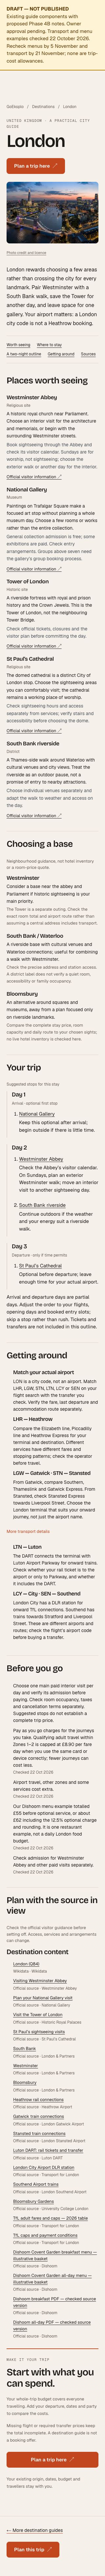 DRAFT — NOT PUBLISHED
Existing guide components with
proposed Phase 48 notes. Owner
approval required. Transport and menu
examples checked 22 October 2026.
Recheck menus by 5 November and
transport by 21 November; none are trip-
cost allowances.
GoSteplo / Destinations / London
UNITED KINGDOM · A PRACTICAL CITY
GUIDE
London
Plan a trip here ↗
Photo credit and licence
London rewards choosing a few areas
and using the space between the
landmarks. Pair Westminster with a
South Bank walk, save the Tower for
another day, and leave space for one
gallery. Your airport matters: a London
city code is not a Heathrow booking.
Worth seeing Where to stay
A two-night outline Getting around Sources
Places worth seeing
Westminster Abbey
Religious site
A historic royal church near Parliament.
Choose an interior visit for the architecture
and memorials, or begin with the
surrounding Westminster streets.
Book sightseeing through the Abbey and
check its visitor calendar. Sundays are for
services, not sightseeing; choose the
exterior walk or another day for the interior.
Official visitor information ↗
National Gallery
Museum
Paintings on Trafalgar Square make a
focused art stop without planning a whole
museum day. Choose a few rooms or works
rather than rushing the entire collection.
General collection admission is free; some
exhibitions are paid. Check entry
arrangements. Groups above seven need
the gallery's group booking process.
Official visitor information ↗
Tower of London
Historic site
A riverside fortress with royal and prison
history and the Crown Jewels. This is the
Tower of London, not the neighbouring
Tower Bridge.
Check official tickets, closures and the
visitor plan before committing the day.
Official visitor information ↗
St Paul's Cathedral
Religious site
The domed cathedral is a distinct City of
London stop. Choose the sightseeing areas
you can comfortably visit; the cathedral
remains a working place of worship.
Check sightseeing hours and access
separately from services, and verify stairs and
accessibility before choosing the dome.
Official visitor information ↗
South Bank riverside
District
A Thames-side walk around Waterloo with
cultural venues and city views. Treat the
riverside as an outdoor pause, not a
promise of entry to nearby attractions.
Choose individual venues separately and
adapt the walk to weather and access on
the day.
Official visitor information ↗
Choosing a base
Neighbourhood guidance, not hotel inventory
or a room-price quote.
Westminster
Consider a base near the abbey and
Parliament if historic sightseeing is your
main priority.
The Tower is a separate outing. Check the
exact room total and airport route rather than
assuming a central address includes transport.
South Bank / Waterloo
A riverside base with cultural venues and
Waterloo connections; useful for combining
a walk with Westminster.
Check the precise address and station access.
A district label does not verify a quiet room,
accessibility or family occupancy.
Bloomsbury
An alternative around squares and
museums, away from a plan focused on
riverside landmarks.
Compare the complete stay price, room
capacity and daily route to your chosen sights;
no live hotel inventory is checked here.
Your trip
Suggested stops for this stay
Day 1
Arrival · optional first stop
1. National Gallery
Keep this optional after arrival;
begin outside if there is little time.
Day 2
1. Westminster Abbey
Check the Abbey's visitor calendar.
On Sundays, plan an exterior
Westminster walk; move an interior
visit to another sightseeing day.
2. South Bank riverside
Continue outdoors if the weather
and your energy allow a riverside
walk.
Day 3
Departure · only if time permits
1. St Paul's Cathedral
Optional before departure; leave
enough time for your actual airport.
Arrival and departure days are partial
days. Adjust the order to your flights,
opening days and walking needs, or
skip a stop when rest matters. Tickets
and transfers are not included in this
outline.
Getting around
Match your actual airport
LON is a city code, not an airport. Match
LHR, LGW, STN, LTN, LCY or SEN on your
booking, and price transport
separately.
LHR — Heathrow
Compare the Elizabeth line, Piccadilly
line and Heathrow Express for your
terminal and destination. The
different services have different fares
and intending stations and
stopping patterns; check the operator
before travel.
LGW — Gatwick · STN — Stansted
From Gatwick, compare Southern,
Thameslink and Gatwick Express. From
Stansted, check Stansted Express
towards Liverpool Street. Choose the
London terminal that suits your onward
journey, not just the airport name.
More transport details
LTN — Luton
The DART connects the terminal with
Luton Airport Parkway for onward rail.
Check whether your ticket is to the
airport or only to Parkway, and whether
it includes the DART.
LCY — City · SEN — Southend
London City has a DLR station for
inland TfL options. Southend has
trains towards Stratford and Liverpool
Street. These are different airports and
routes; confirm the flight's airport code
before buying a transfer.
Before you go
Choose one main paid interior visit per
day and verify its admission before
paying. Check room occupancy, taxes
and meal terms separately.
Suggested stops do not establish a
complete trip price.
Pay as you go charges for the journeys
you take. Qualifying adult travel within
Zones 1–2 is capped at £8.90 per day
when you use the same card or
device correctly; taxes cost less.
Checked 22 Oct 2026
Airport travel, other zones and some
services cost extra.
Checked 22 Oct 2026
Our Dishoom menu example totalled
£55 before the optional service charge,
or £62 including the 12.5% service
charge and rounding. It is one
restaurant example, not a daily food
budget.
Checked 22 Oct 2026
Check admission for Westminster
Abbey and other paid visits separately.
Checked 22 Oct 2026
Plan with the source in
view
Check the official visitor guidance before
setting off. Access, services and arrangements
can change.
Destination content
London (Q84)
Wikidata · Wikidata
Visiting Westminster Abbey
Official source · Westminster Abbey
Plan your National Gallery visit
Official source · National Gallery
Visit the Tower of London
Official source · Historic Royal Palaces
St Paul's sightseeing visits
Official source · St Paul's Cathedral
South Bank
Official source · London & Partners
Westminster
Official source · London & Partners
Bloomsbury
Official source · London & Partners
Heathrow rail connections
Official source · Heathrow Airport
Gatwick train connections
Official source · London Gatwick Airport
Stansted train connections
Official source · London Stansted Airport
Luton DART: rail tickets and transfer
Official source · Luton DART
London City Airport DLR station
Official source · Transport for London
Southend Airport trains
Official source · London Southend Airport
Bloomsbury Gardens
Official source · University College London
TfL adult fares and caps — 2026 table
Official source · Transport for London
TfL caps and payment conditions
Official source · Transport for London
Dishoom Covent Garden breakfast menu —
illustrative basket
Official source · Dishoom
Dishoom Covent Garden all-day menu —
illustrative basket
Official source · Dishoom
Dishoom breakfast PDF — checked source
version
Official source · Dishoom
Dishoom all-day PDF — checked source
version
Official source · Dishoom
MAKE IT YOUR TRIP
Start with what you
can spend.
Your whole-trip budget covers everyone
travelling. Add your departure, dates and party
to compare the costs.
Missing flight or required transfer prices keep
the total incomplete. A destination guide is not
a booking offer.
Plan a trip here ↗
Your existing origin, dates, budget and
travellers stay with you.
← More destination guides
Plan this trip ↗